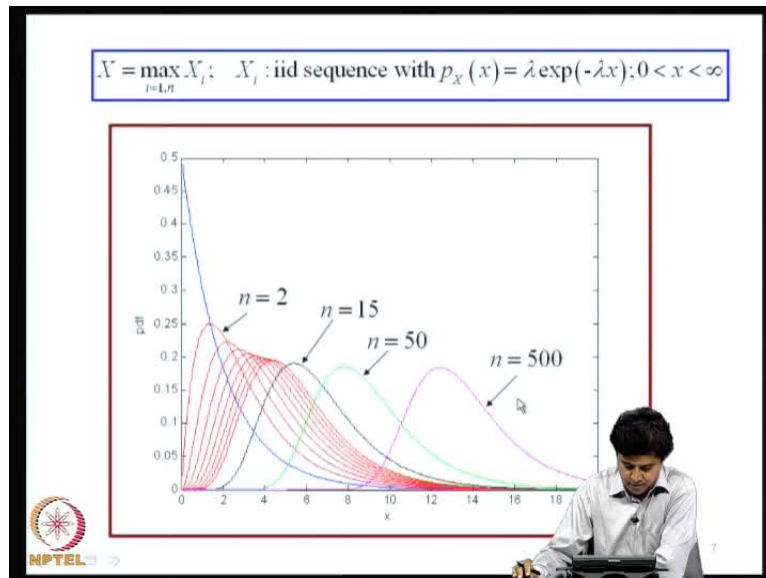 X = max X_i; X_i : iid sequence with p_X (x) = λ exp(-λx); 0 < x < ∞
i=1,n
0.5
0.45
0.4
0.35
0.3
0.25
0.2
0.15
0.1
0.05
0
pdf
n = 2
n = 15
n = 50
n = 500
0 2 4 6 8 10 12 14 16 18
x
NPTEL
7